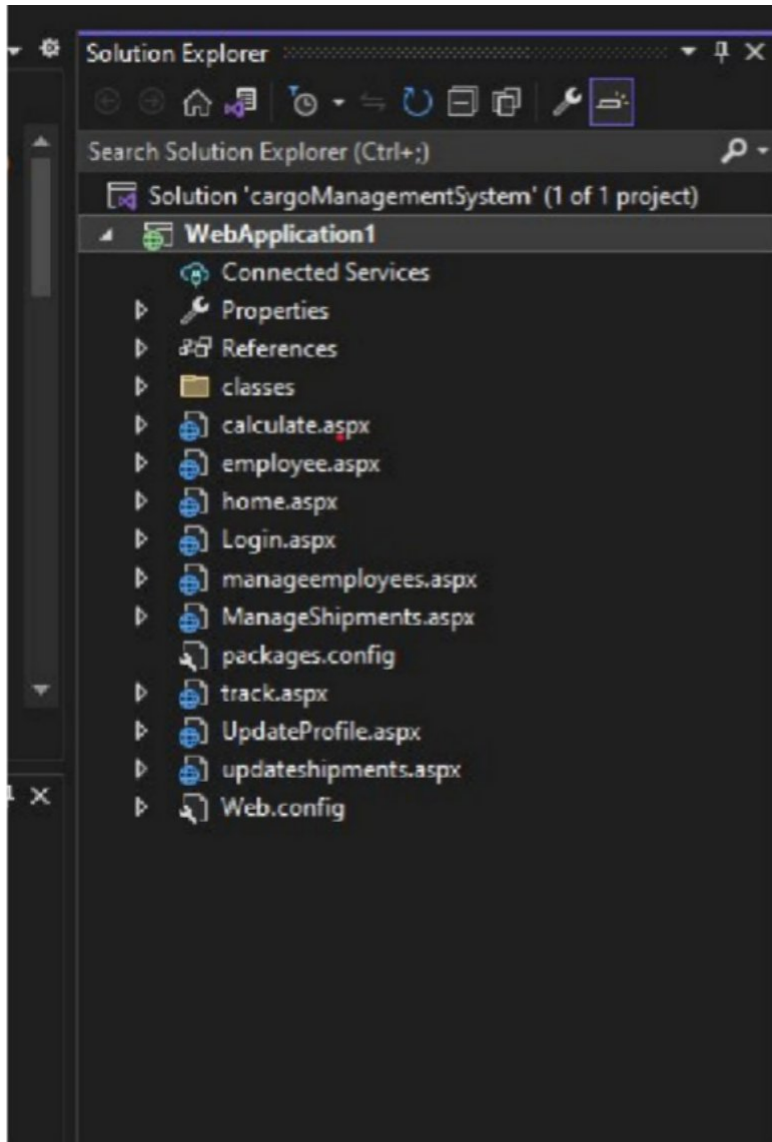 Solution Explorer
Search Solution Explorer (Ctrl+;)
Solution 'cargoManagementSystem' (1 of 1 project)
WebApplication1
Connected Services
Properties
References
classes
calculate.aspx
employee.aspx
home.aspx
Login.aspx
manageemployees.aspx
ManageShipments.aspx
packages.config
track.aspx
UpdateProfile.aspx
updateshipments.aspx
Web.config